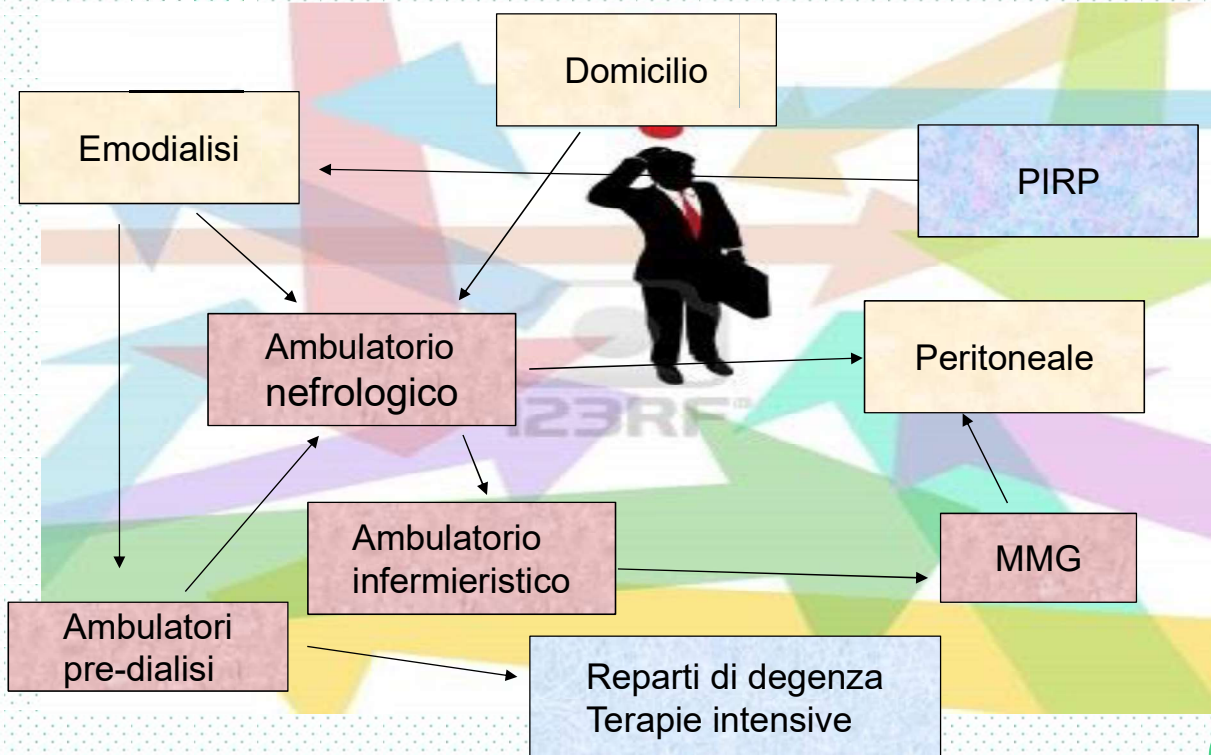 Domicilio
Emodialisi
PIRP
Ambulatorio
nefrologico
Peritoneale
123RF
Ambulatorio
infermieristico
MMG
Ambulatori
pre-dialisi
Reparti di degenza
Terapie intensive